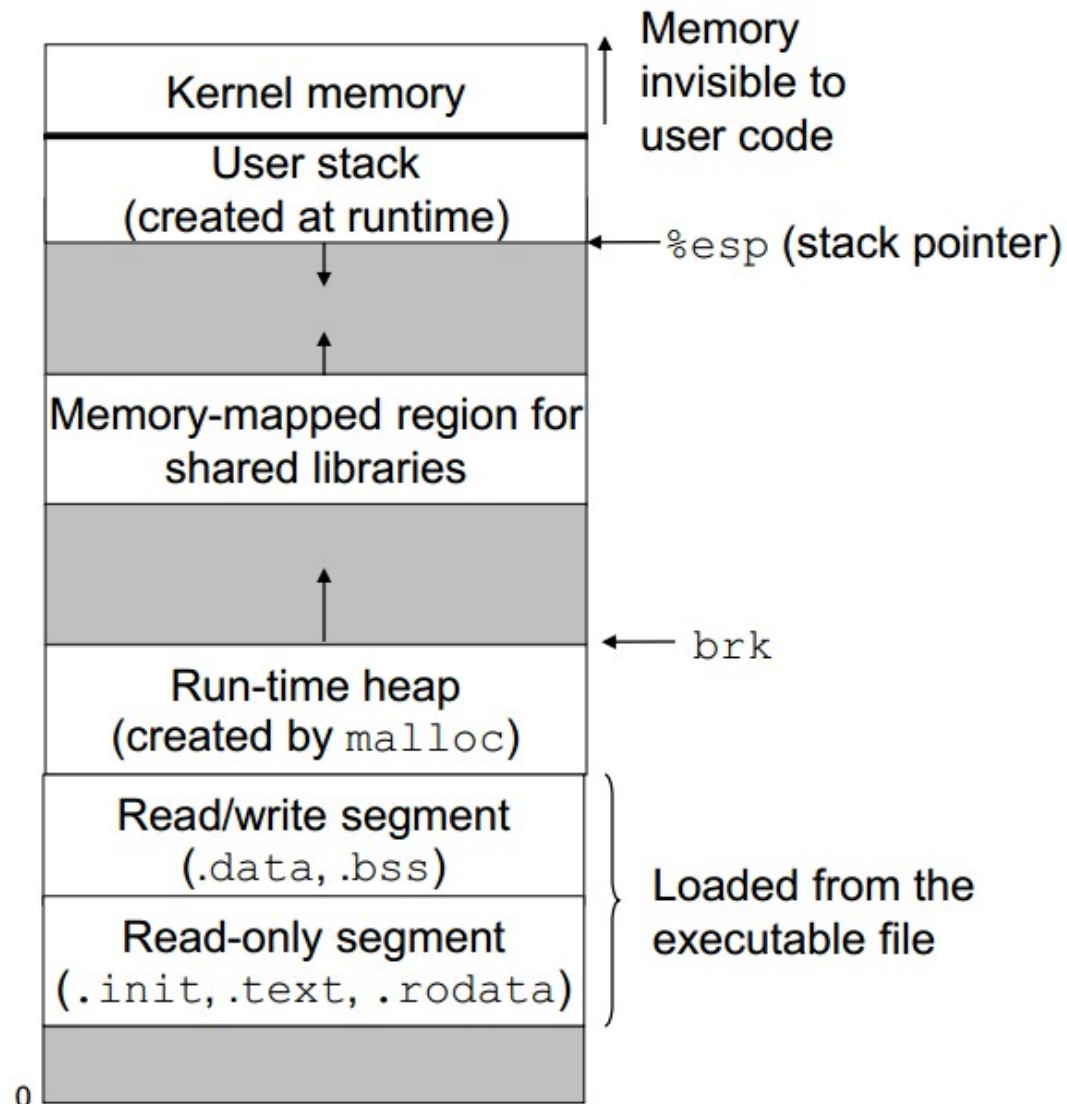 Memory
invisible to
user code
Kernel memory
User stack
(created at runtime)
%esp (stack pointer)
Memory-mapped region for
shared libraries
brk
Run-time heap
(created by malloc)
Read/write segment
(.data, .bss)
Loaded from the
executable file
Read-only segment
(.init, .text, .rodata)
0